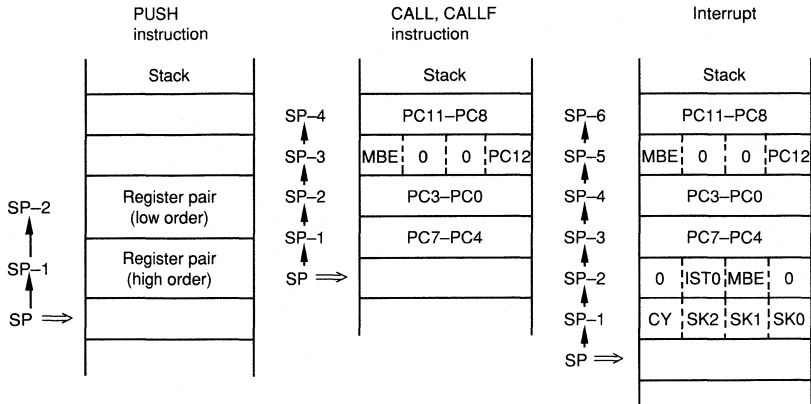 PUSH
instruction
Stack
Register pair
(low order)
Register pair
(high order)
SP–2
SP–1
SP
CALL, CALLF
instruction
Stack
SP–4
PC11–PC8
SP–3
MBE 0 0 PC12
SP–2
PC3–PC0
SP–1
PC7–PC4
SP
Interrupt
Stack
SP–6
PC11–PC8
SP–5
MBE 0 0 PC12
SP–4
PC3–PC0
SP–3
PC7–PC4
SP–2
0 IST0 MBE 0
SP–1
CY SK2 SK1 SK0
SP